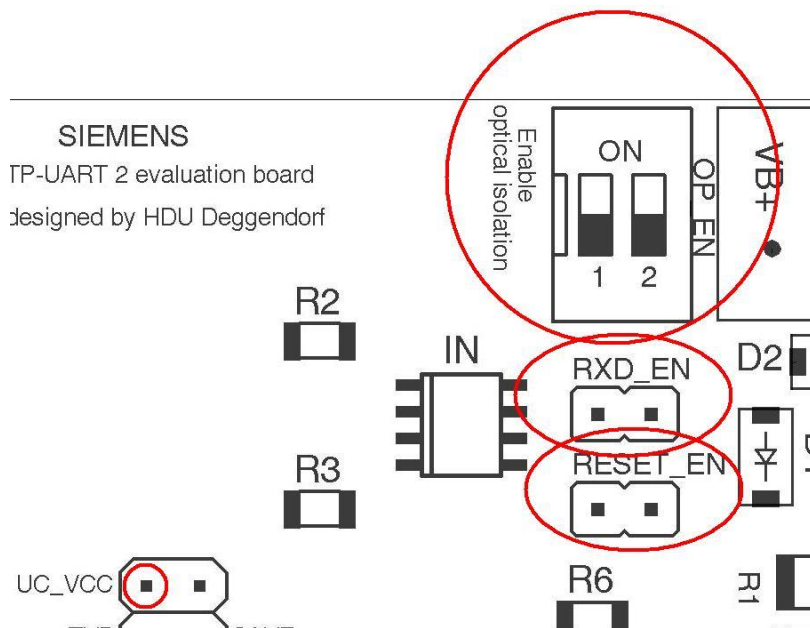 SIEMENS
TP-UART 2 evaluation board
designed by HDU Deggendorf
Enable
optical isolation
ON
1 2
OP_EN
VB+
R2
IN
RXD_EN
D2
R3
RESET_EN
UC_VCC
R6
R1